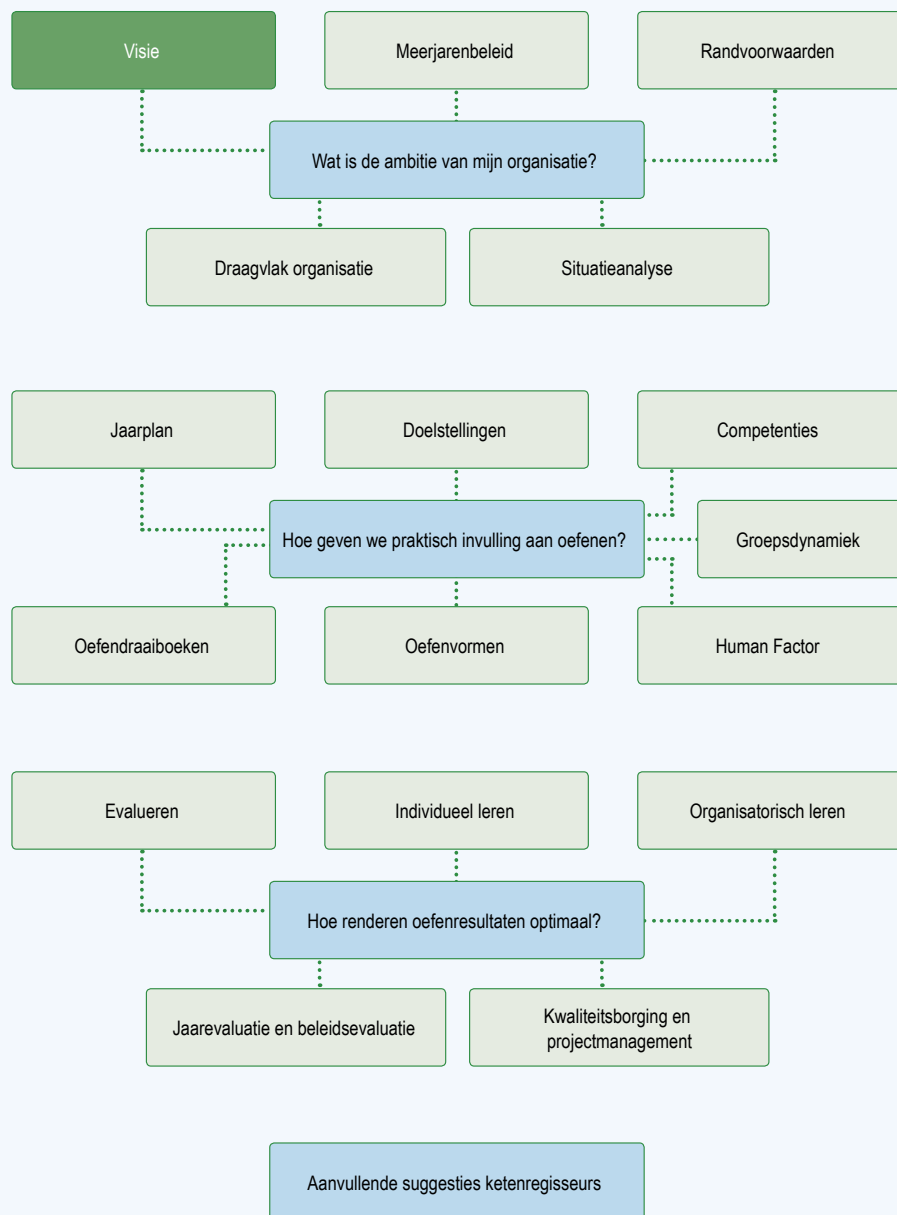 Visie
Meerjarenbeleid
Randvoorwaarden
Wat is de ambitie van mijn organisatie?
Draagvlak organisatie
Situatieanalyse
Jaarplan
Doelstellingen
Competenties
Hoe geven we praktisch invulling aan oefenen?
Groepsdynamiek
Oefendraaiboeken
Oefenvormen
Human Factor
Evalueren
Individueel leren
Organisatorisch leren
Hoe renderen oefenresultaten optimaal?
Jaarevaluatie en beleidsevaluatie
Kwaliteitsborging en
projectmanagement
Aanvullende suggesties ketenregisseurs